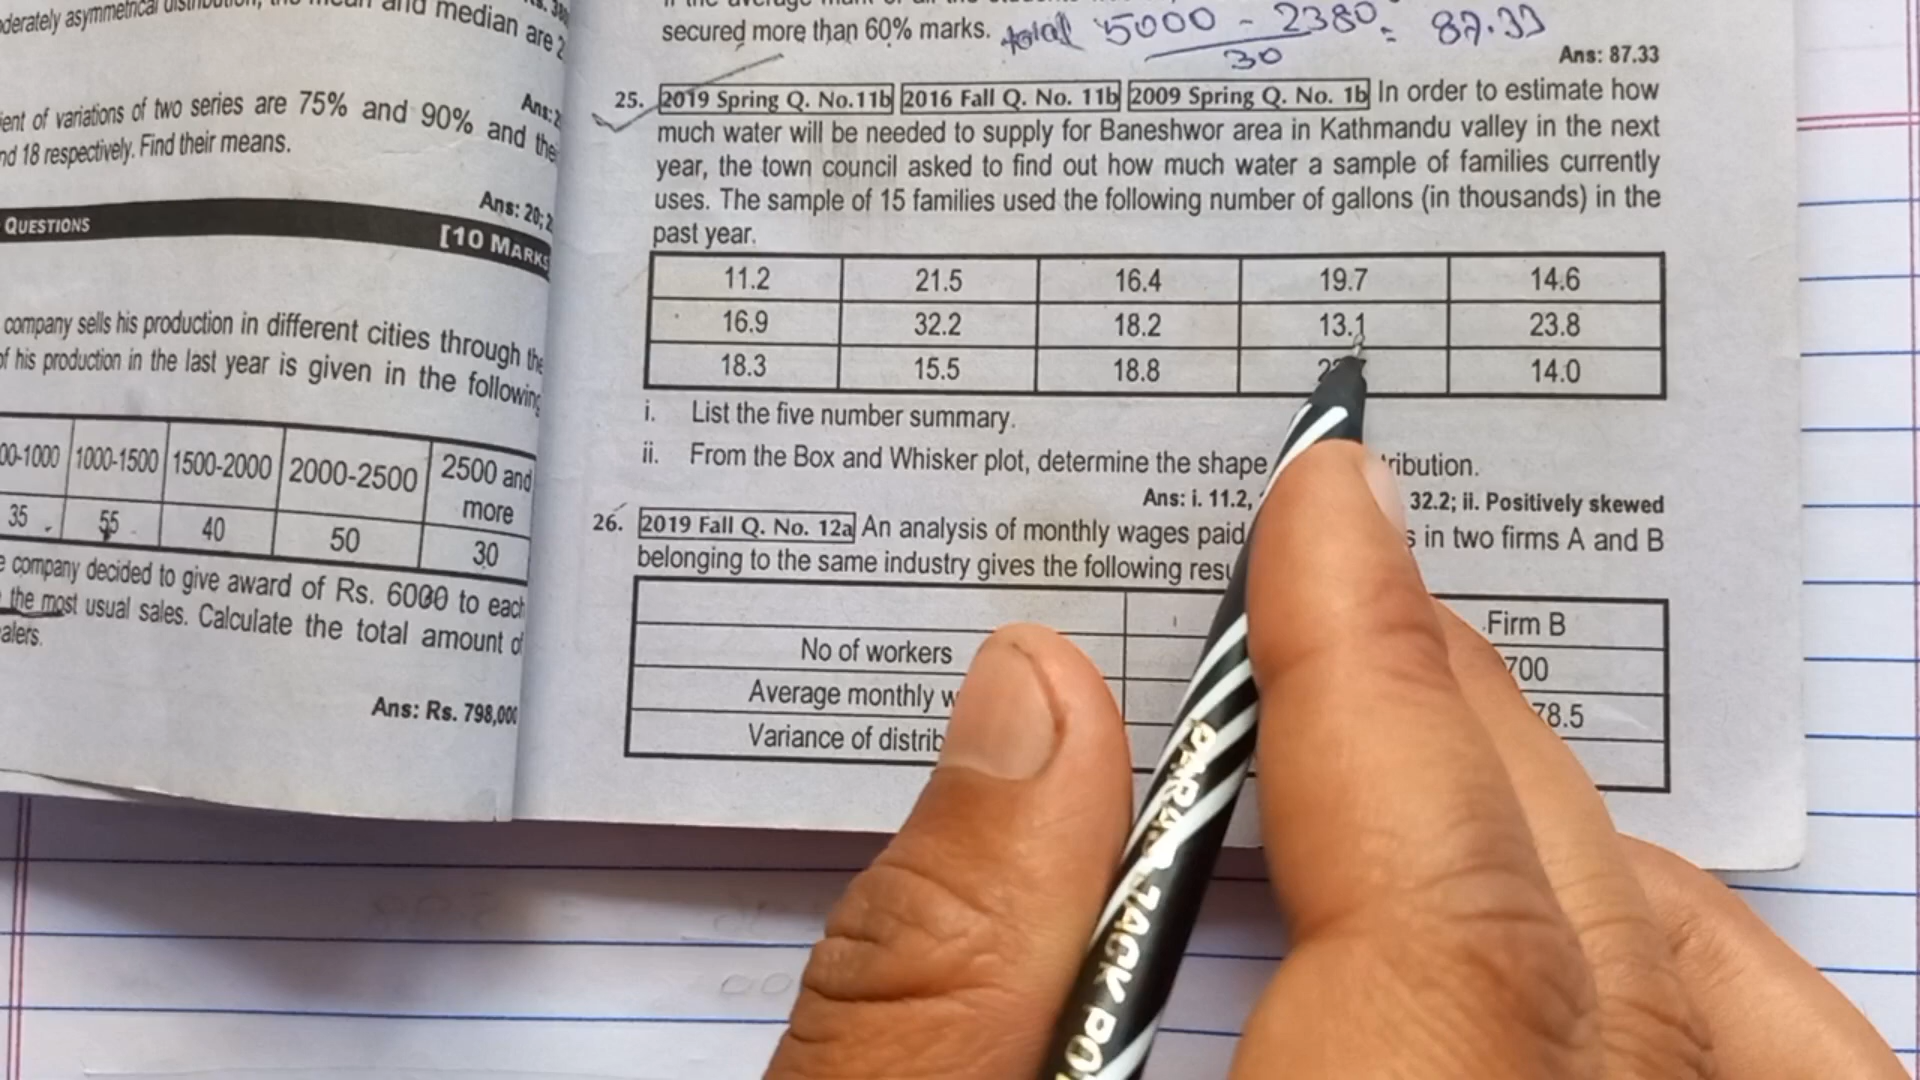 derately asymmetrical distribution, the mean and median are 2
ient of variations of two series are 75% and 90% and the
nd 18 respectively. Find their means.
Ans: 20; 2
QUESTIONS
[10 MARKS
company sells his production in different cities through the
of his production in the last year is given in the following
00-1000 1000-1500 1500-2000 2000-2500 2500 and more
35 55 40 50 30
e company decided to give award of Rs. 6000 to each
the most usual sales. Calculate the total amount of
alers.
Ans: Rs. 798,000
secured more than 60% marks. total 5000 - 2380 / 30 = 87.33
Ans: 87.33
25. 2019 Spring Q. No.11b 2016 Fall Q. No. 11b 2009 Spring Q. No. 1b In order to estimate how
much water will be needed to supply for Baneshwor area in Kathmandu valley in the next
year, the town council asked to find out how much water a sample of families currently
uses. The sample of 15 families used the following number of gallons (in thousands) in the
past year.
11.2 21.5 16.4 19.7 14.6
16.9 32.2 18.2 13.1 23.8
18.3 15.5 18.8 14.0
i. List the five number summary.
ii. From the Box and Whisker plot, determine the shape ribution.
Ans: i. 11.2, 32.2; ii. Positively skewed
26. 2019 Fall Q. No. 12a An analysis of monthly wages paid s in two firms A and B
belonging to the same industry gives the following resu
Firm B
No of workers 700
Average monthly w 78.5
Variance of distrib